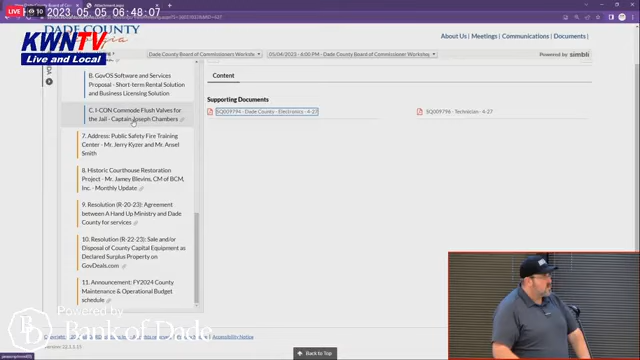 2023.05.05 06:48:07
DADE COUNTY
KWNTV
Live and Local
About Us | Meetings | Communications | Documents |
Dade County Board of Commissioners Worksh
05/04/2023 - 6:00 PM - Dade County Board of Commissioner Workshop
Powered by simbli
B. GovOS Software and Services
Proposal - Short-term Rental Solution
and Business Licensing Solution
C. I-CON Commode Flush Valves for
the Jail - Captain Joseph Chambers
7. Address: Public Safety Fire Training
Center - Mr. Jerry Kyzer and Mr. Ansel
Smith
8. Historic Courthouse Restoration
Project - Mr. Jamey Blevins, CM of BCM,
Inc. - Monthly Update
9. Resolution (R-20-23): Agreement
between A Hand Up Ministry and Dade
County for services
10. Resolution (R-22-23): Sale and/or
Disposal of County Capital Equipment as
Declared Surplus Property on
GovDeals.com
11. Announcement: FY2024 County
Maintenance & Operational Budget
schedule
Content
Supporting Documents
SQ009794 - Dade County - Electronics - 4-27
SQ009796 - Technician - 4-27
Powered by
Bank of Dade
Accessibility Notice
Back to Top